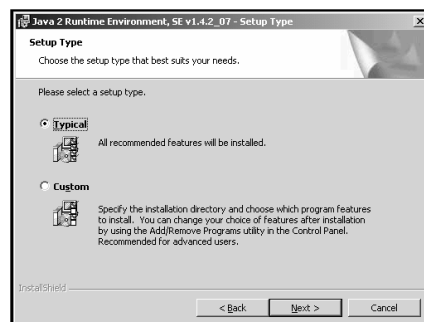 Java 2 Runtime Environment, SE v1.4.2_07 - Setup Type
Setup Type
Choose the setup type that best suits your needs.
Please select a setup type.
Typical
All recommended features will be installed.
Custom
Specify the installation directory and choose which program features
to install. You can change your choice of features after installation
by using the Add/Remove Programs utility in the Control Panel.
Recommended for advanced users.
InstallShield
< Back
Next >
Cancel